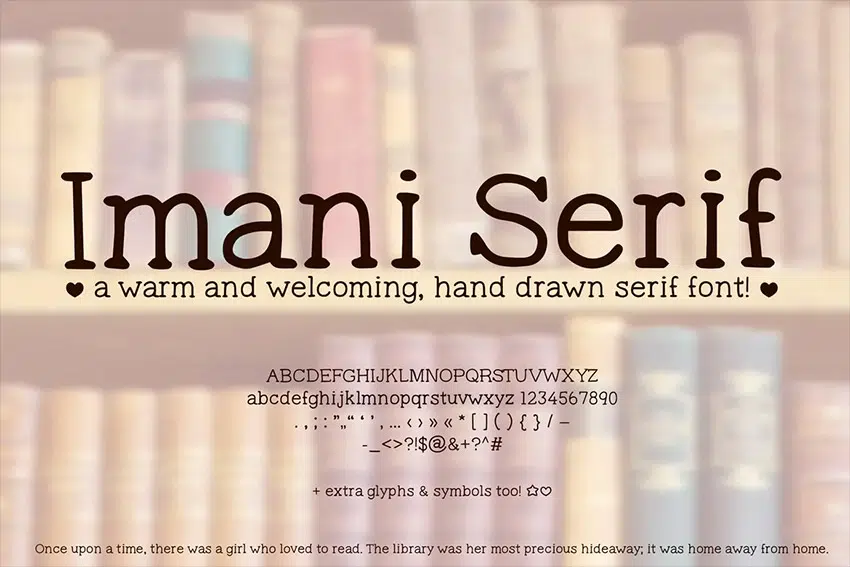 Imani Serif
♥ a warm and welcoming, hand drawn serif font! ♥
ABCDEFGHIJKLMNOPQRSTUVWXYZ
abcdefghijklmnopqrstuvwxyz 1234567890
. , ; : ” „ “ ‘ ’ , ... ‹ › » « * [ ] ( ) { } / –
-_<>?!$@&+?^#
+ extra glyphs & symbols too! ☆♡
Once upon a time, there was a girl who loved to read. The library was her most precious hideaway; it was home away from home.